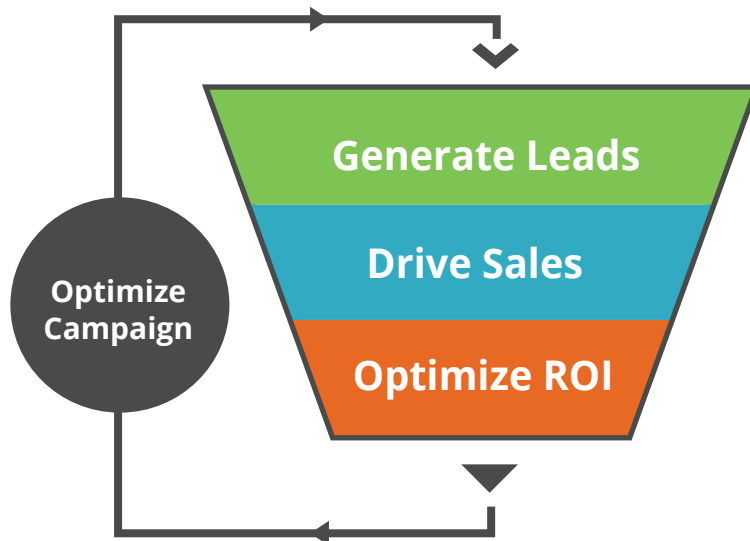 Generate Leads
Drive Sales
Optimize ROI
Optimize
Campaign